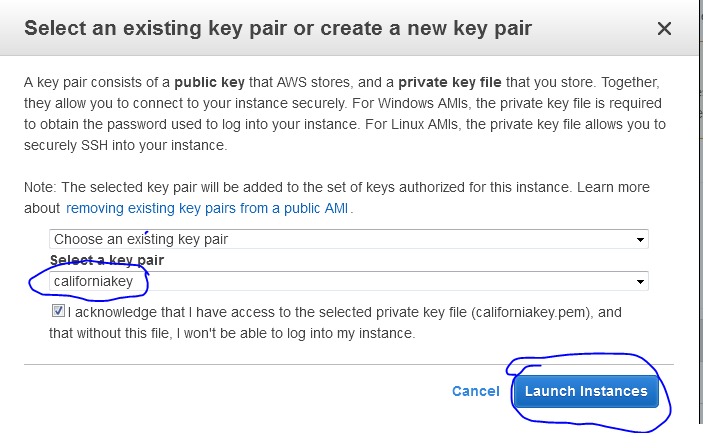 Select an existing key pair or create a new key pair
A key pair consists of a public key that AWS stores, and a private key file that you store. Together,
they allow you to connect to your instance securely. For Windows AMIs, the private key file is required
to obtain the password used to log into your instance. For Linux AMIs, the private key file allows you to
securely SSH into your instance.
Note: The selected key pair will be added to the set of keys authorized for this instance. Learn more
about removing existing key pairs from a public AMI.
Choose an existing key pair
Select a key pair
californiakey
I acknowledge that I have access to the selected private key file (californiakey.pem), and
that without this file, I won't be able to log into my instance.
Cancel Launch Instances